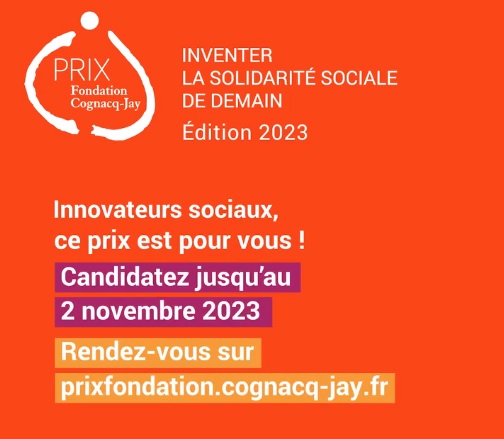 PRIX
Fondation
Cognacq-Jay
INVENTER
LA SOLIDARITÉ SOCIALE
DE DEMAIN
Édition 2023
Innovateurs sociaux,
ce prix est pour vous !
Candidatez jusqu’au
2 novembre 2023
Rendez-vous sur
prixfondation.cognacq-jay.fr